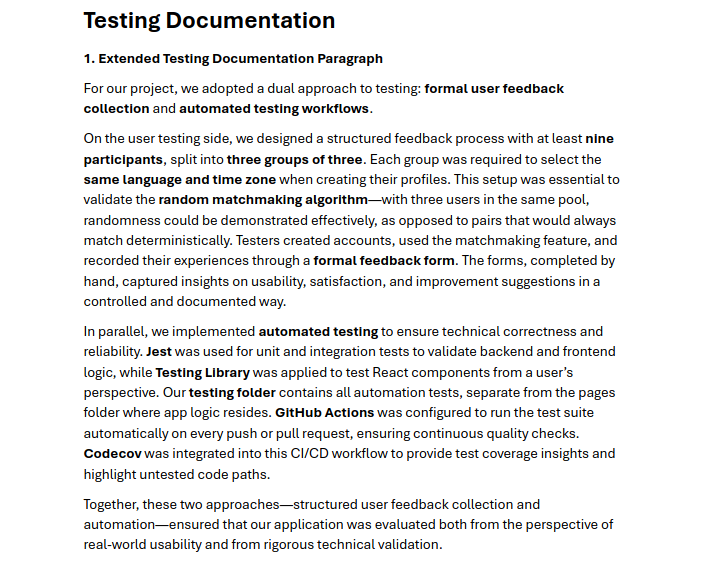 Testing Documentation
1. Extended Testing Documentation Paragraph
For our project, we adopted a dual approach to testing: formal user feedback
collection and automated testing workflows.
On the user testing side, we designed a structured feedback process with at least nine
participants, split into three groups of three. Each group was required to select the
same language and time zone when creating their profiles. This setup was essential to
validate the random matchmaking algorithm—with three users in the same pool,
randomness could be demonstrated effectively, as opposed to pairs that would always
match deterministically. Testers created accounts, used the matchmaking feature, and
recorded their experiences through a formal feedback form. The forms, completed by
hand, captured insights on usability, satisfaction, and improvement suggestions in a
controlled and documented way.
In parallel, we implemented automated testing to ensure technical correctness and
reliability. Jest was used for unit and integration tests to validate backend and frontend
logic, while Testing Library was applied to test React components from a user’s
perspective. Our testing folder contains all automation tests, separate from the pages
folder where app logic resides. GitHub Actions was configured to run the test suite
automatically on every push or pull request, ensuring continuous quality checks.
Codecov was integrated into this CI/CD workflow to provide test coverage insights and
highlight untested code paths.
Together, these two approaches—structured user feedback collection and
automation—ensured that our application was evaluated both from the perspective of
real-world usability and from rigorous technical validation.